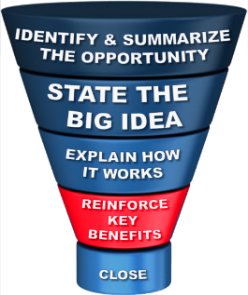 IDENTIFY & SUMMARIZE
THE OPPORTUNITY
STATE THE
BIG IDEA
EXPLAIN HOW
IT WORKS
REINFORCE
KEY
BENEFITS
CLOSE